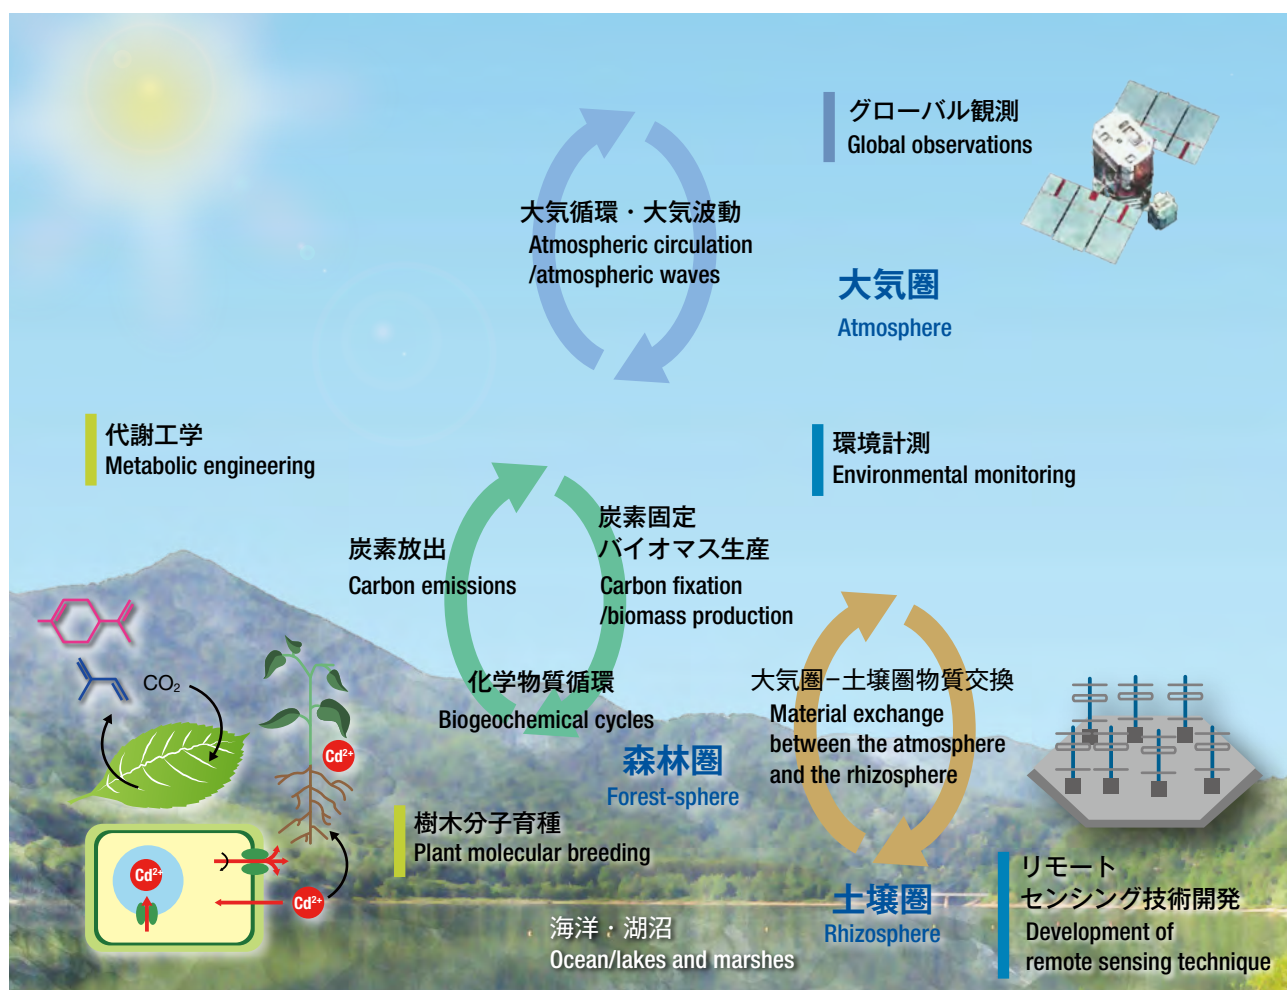 グローバル観測
Global observations
大気循環・大気波動
Atmospheric circulation
/atmospheric waves
大気圏
Atmosphere
代謝工学
Metabolic engineering
環境計測
Environmental monitoring
炭素放出
Carbon emissions
炭素固定
バイオマス生産
Carbon fixation
/biomass production
化学物質循環
Biogeochemical cycles
大気圏−土壌圏物質交換
Material exchange
between the atmosphere
and the rhizosphere
CO₂
Cd²⁺
森林圏
Forest-sphere
樹木分子育種
Plant molecular breeding
Cd²⁺
Cd²⁺
土壌圏
Rhizosphere
リモート
センシング技術開発
Development of
remote sensing technique
海洋・湖沼
Ocean/lakes and marshes